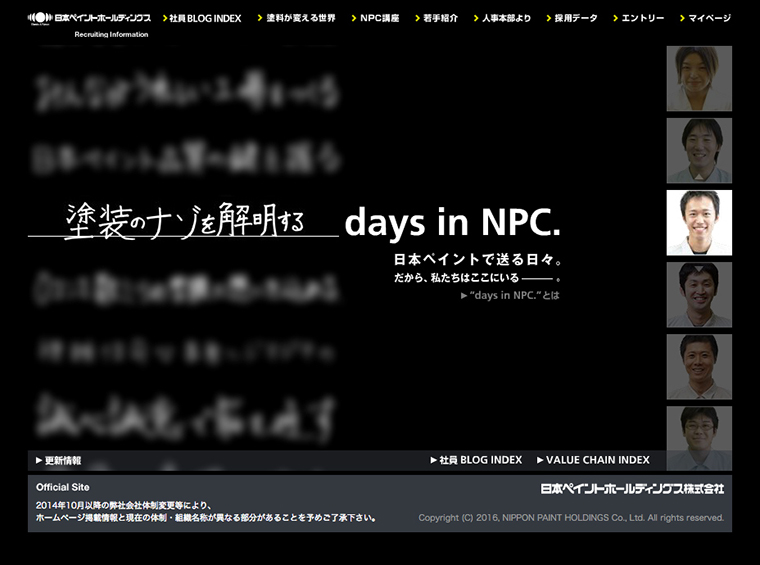 日本ペイントホールディングス
Recruiting Information
社員BLOG INDEX
塗料が変える世界
NPC講座
若手紹介
人事本部より
採用データ
エントリー
マイページ
塗装のナゾを解明する
days in NPC.
日本ペイントで送る日々。
だから、私たちはここにいる――― 。
▶“days in NPC.”とは
▶更新情報
▶社員 BLOG INDEX
▶VALUE CHAIN INDEX
Official Site
日本ペイントホールディングス株式会社
2014年10月以降の弊社会社体制変更等により、
ホームページ掲載情報と現在の体制・組織名称が異なる部分があることを予めご了承下さい。
Copyright (C) 2016, NIPPON PAINT HOLDINGS Co., Ltd. All rights reserved.